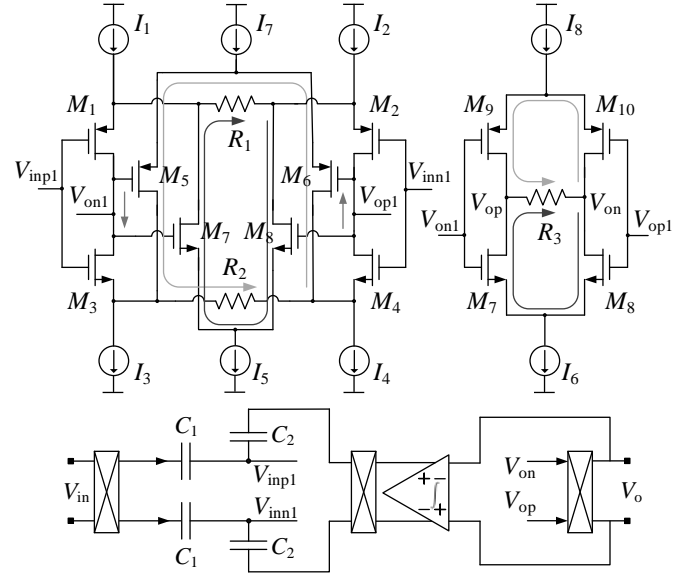 I1 I7 I2 I8
M1 M2 M9 M10
R1
Vinp1 M5 M6 Vinn1
Von1 Vop1 Vop Von
Von1 R3 Vop1
M7 M8
R2
M3 M4 M7 M8
I3 I5 I4 I6
C1 C2
Vin Vinp1 + − Von Vo
∫
Vinn1 − + Vop
C1 C2